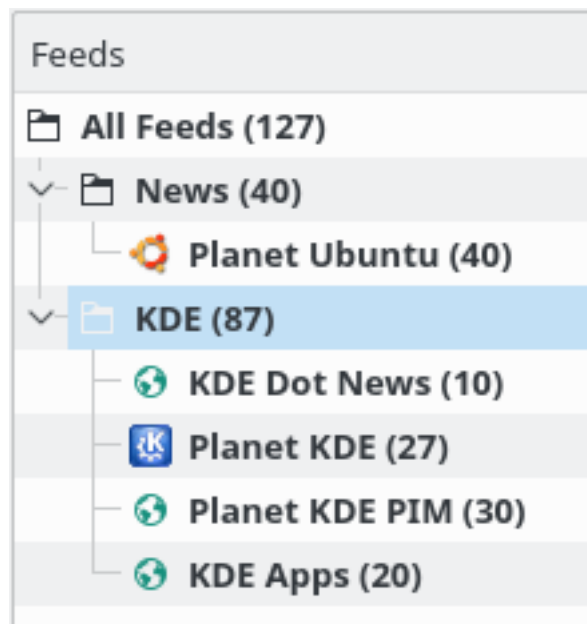 Feeds
All Feeds (127)
News (40)
Planet Ubuntu (40)
KDE (87)
KDE Dot News (10)
Planet KDE (27)
Planet KDE PIM (30)
KDE Apps (20)